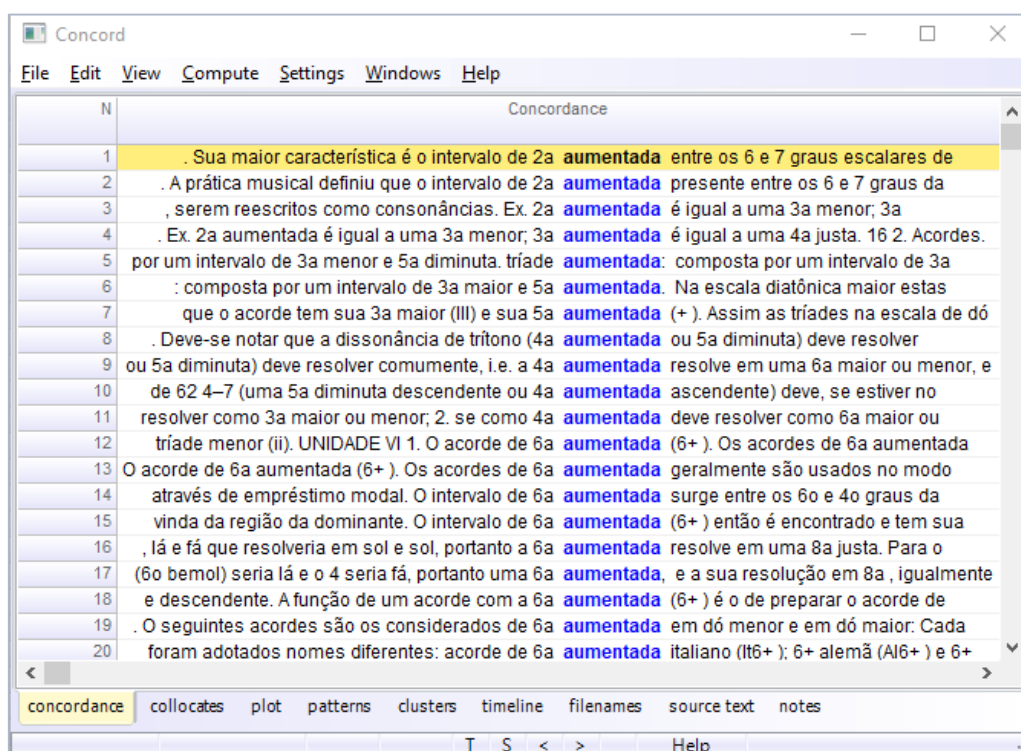 Concord
File Edit View Compute Settings Windows Help
N Concordance
1 . Sua maior característica é o intervalo de 2a aumentada entre os 6 e 7 graus escalares de
2 . A prática musical definiu que o intervalo de 2a aumentada presente entre os 6 e 7 graus da
3 , serem reescritos como consonâncias. Ex. 2a aumentada é igual a uma 3a menor; 3a
4 . Ex. 2a aumentada é igual a uma 3a menor; 3a aumentada é igual a uma 4a justa. 16 2. Acordes.
5 por um intervalo de 3a menor e 5a diminuta. tríade aumentada: composta por um intervalo de 3a
6 : composta por um intervalo de 3a maior e 5a aumentada. Na escala diatônica maior estas
7 que o acorde tem sua 3a maior (III) e sua 5a aumentada (+ ). Assim as tríades na escala de dó
8 . Deve-se notar que a dissonância de trítono (4a aumentada ou 5a diminuta) deve resolver
9 ou 5a diminuta) deve resolver comumente, i.e. a 4a aumentada resolve em uma 6a maior ou menor, e
10 de 62 4–7 (uma 5a diminuta descendente ou 4a aumentada ascendente) deve, se estiver no
11 resolver como 3a maior ou menor; 2. se como 4a aumentada deve resolver como 6a maior ou
12 tríade menor (ii). UNIDADE VI 1. O acorde de 6a aumentada (6+ ). Os acordes de 6a aumentada
13 O acorde de 6a aumentada (6+ ). Os acordes de 6a aumentada geralmente são usados no modo
14 através de empréstimo modal. O intervalo de 6a aumentada surge entre os 6o e 4o graus da
15 vinda da região da dominante. O intervalo de 6a aumentada (6+ ) então é encontrado e tem sua
16 , lá e fá que resolveria em sol e sol, portanto a 6a aumentada resolve em uma 8a justa. Para o
17 (6o bemol) seria lá e o 4 seria fá, portanto uma 6a aumentada, e a sua resolução em 8a , igualmente
18 e descendente. A função de um acorde com a 6a aumentada (6+ ) é o de preparar o acorde de
19 . O seguintes acordes são os considerados de 6a aumentada em dó menor e em dó maior: Cada
20 foram adotados nomes diferentes: acorde de 6a aumentada italiano (It6+ ); 6+ alemã (Al6+ ) e 6+
concordance collocates plot patterns clusters timeline filenames source text notes
T S < > Help